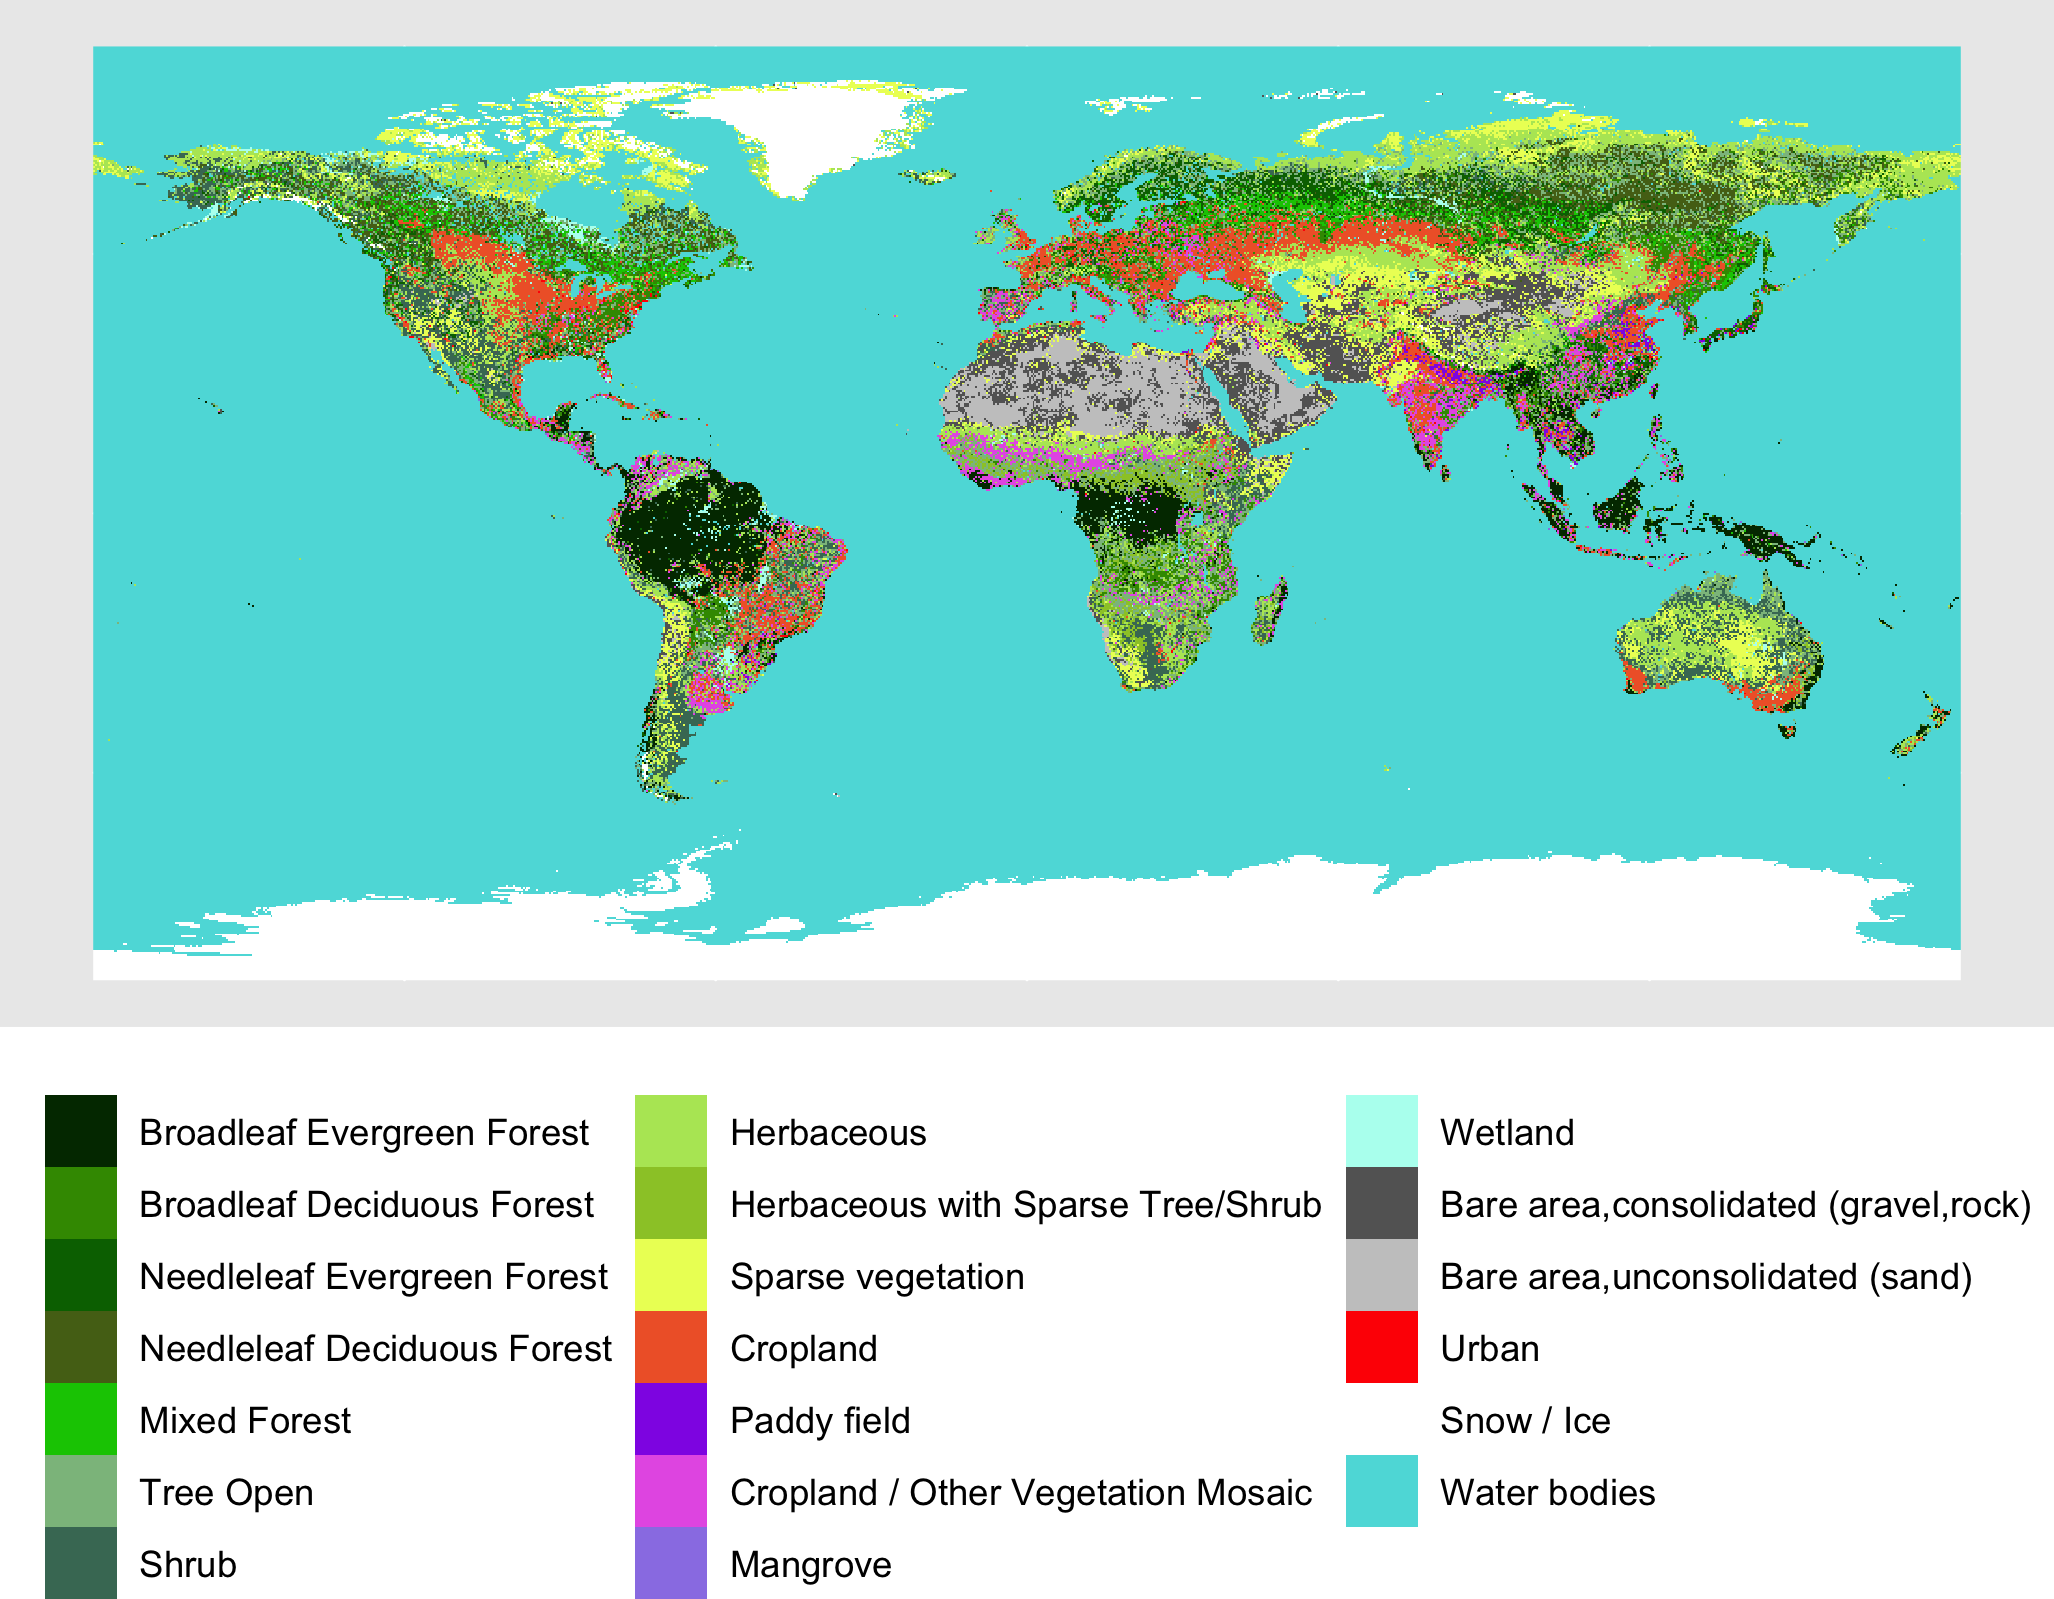 Broadleaf Evergreen Forest
Broadleaf Deciduous Forest
Needleleaf Evergreen Forest
Needleleaf Deciduous Forest
Mixed Forest
Tree Open
Shrub
Herbaceous
Herbaceous with Sparse Tree/Shrub
Sparse vegetation
Cropland
Paddy field
Cropland / Other Vegetation Mosaic
Mangrove
Wetland
Bare area,consolidated (gravel,rock)
Bare area,unconsolidated (sand)
Urban
Snow / Ice
Water bodies